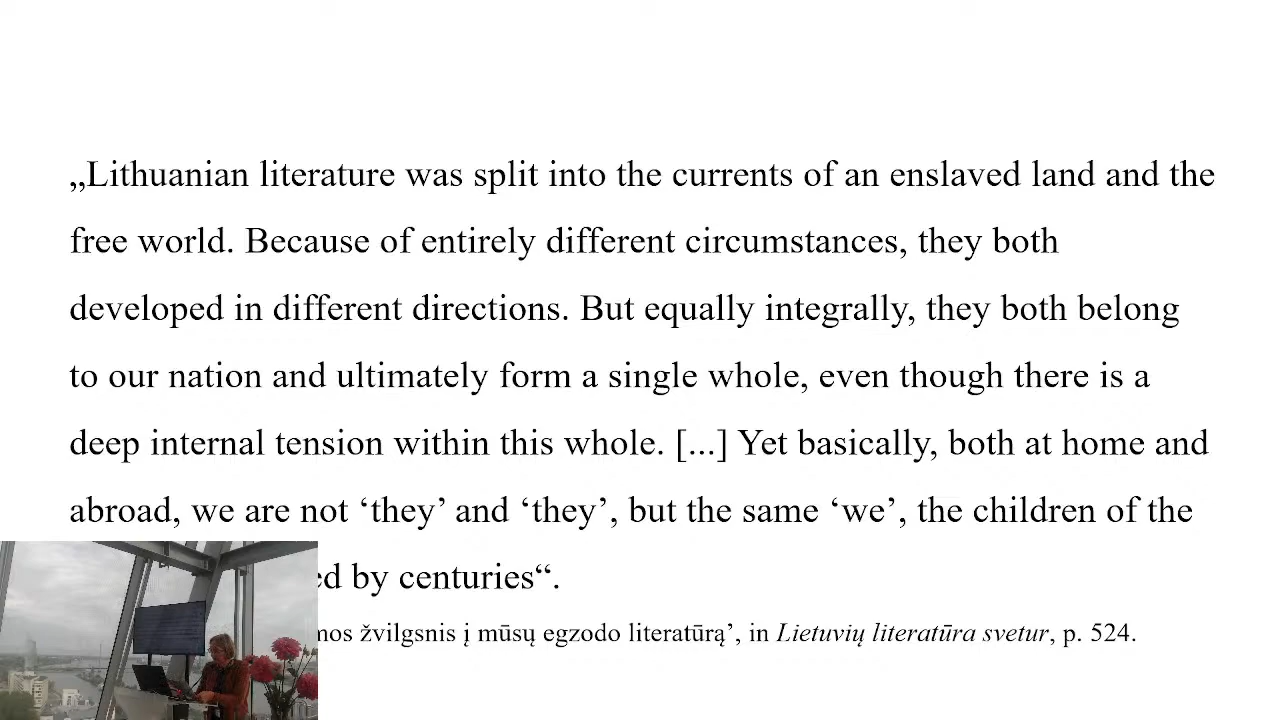 „Lithuanian literature was split into the currents of an enslaved land and the
free world. Because of entirely different circumstances, they both
developed in different directions. But equally integrally, they both belong
to our nation and ultimately form a single whole, even though there is a
deep internal tension within this whole. [...] Yet basically, both at home and
abroad, we are not ‘they’ and ‘they’, but the same ‘we’, the children of the
by centuries“.
žvilgsnis į mūsų egzodo literatūrą’, in Lietuvių literatūra svetur, p. 524.